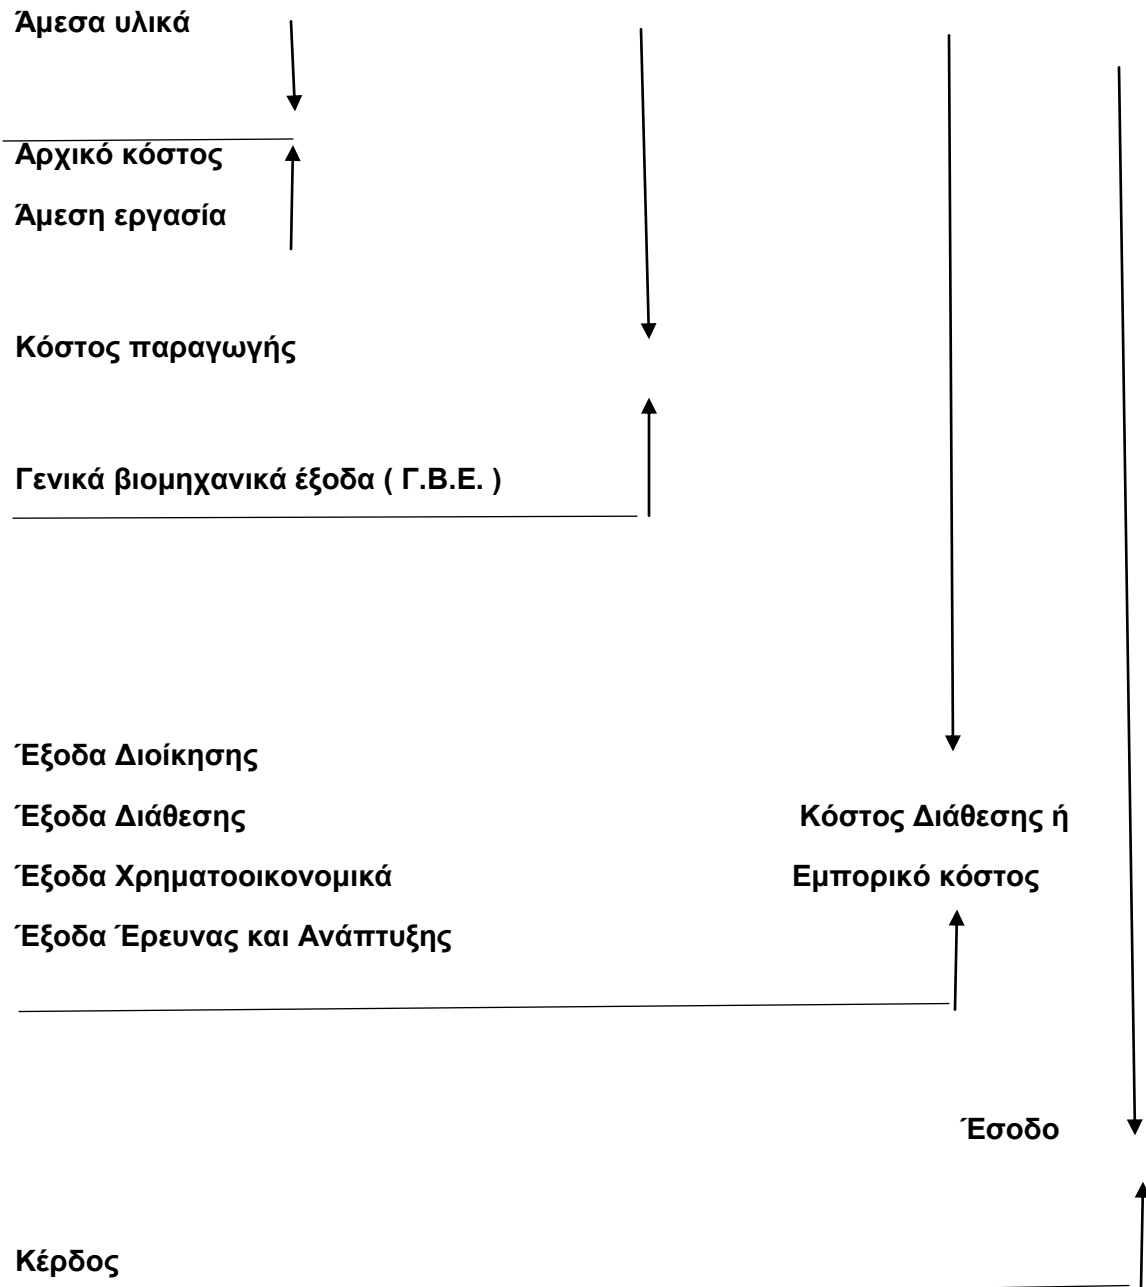 Άμεσα υλικά
Αρχικό κόστος
Άμεση εργασία
Κόστος παραγωγής
Γενικά βιομηχανικά έξοδα ( Γ.Β.Ε. )
Έξοδα Διοίκησης
Έξοδα Διάθεσης Κόστος Διάθεσης ή
Έξοδα Χρηματοοικονομικά Εμπορικό κόστος
Έξοδα Έρευνας και Ανάπτυξης
Έσοδο
Κέρδος